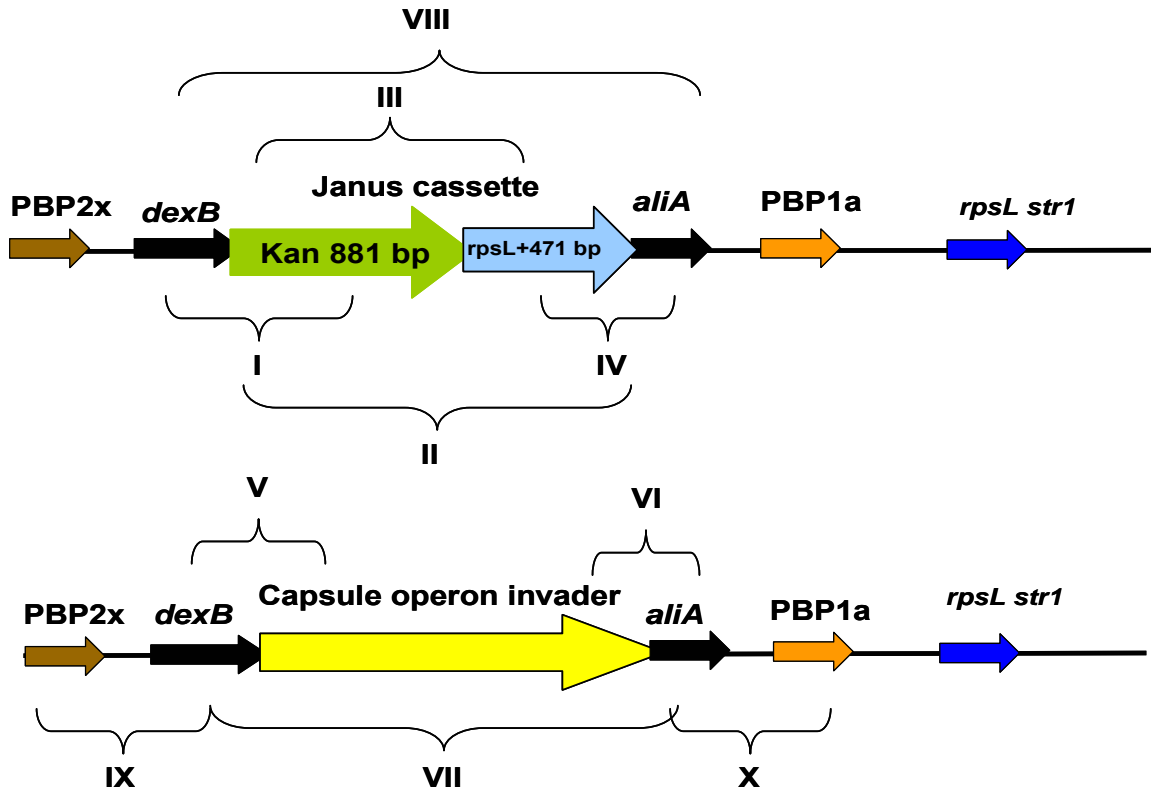 VIII
III
Janus cassette
PBP2x dexB aliA PBP1a rpsL str1
Kan 881 bp rpsL+471 bp
I IV
II
V VI
Capsule operon invader
PBP2x dexB aliA PBP1a rpsL str1
IX VII X